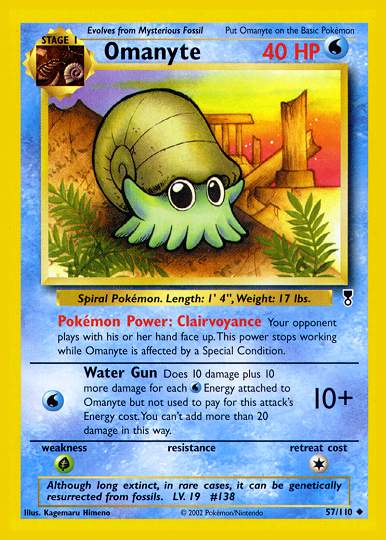 Evolves from Mysterious Fossil Put Omanyte on the Basic Pokémon
STAGE 1
Omanyte 40 HP
Spiral Pokémon. Length: 1' 4", Weight: 17 lbs.
Pokémon Power: Clairvoyance Your opponent
plays with his or her hand face up. This power stops working
while Omanyte is affected by a Special Condition.
Water Gun Does 10 damage plus 10
more damage for each Energy attached to
Omanyte but not used to pay for this attack's
Energy cost. You can't add more than 20
damage in this way.
10+
weakness resistance retreat cost
Although long extinct, in rare cases, it can be genetically
resurrected from fossils. LV. 19 #138
Illus. Kagemaru Himeno ©2002 Pokémon/Nintendo 57/110